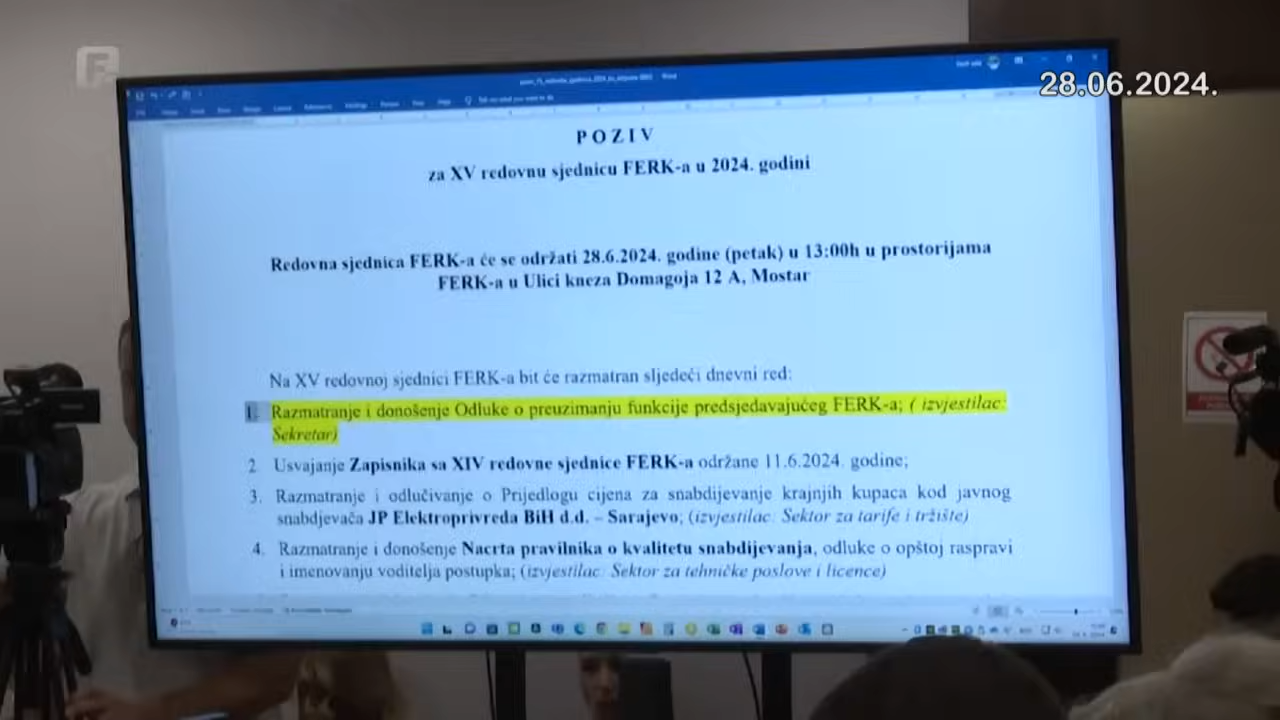 F.
28.06.2024.
POZIV
za XV redovnu sjednicu FERK-a u 2024. godini
Redovna sjednica FERK-a će se održati 28.6.2024. godine (petak) u 13:00h u prostorijama
FERK-a u Ulici kneza Domagoja 12 A, Mostar
Na XV redovnoj sjednici FERK-a bit će razmatran sljedeći dnevni red:
1. Razmatranje i donošenje Odluke o preuzimanju funkcije predsjedavajućeg FERK-a; ( izvjestilac:
Sekretar)
2. Usvajanje Zapisnika sa XIV redovne sjednice FERK-a održane 11.6.2024. godine;
3. Razmatranje i odlučivanje o Prijedlogu cijena za snabdijevanje krajnjih kupaca kod javnog
snabdjevača JP Elektroprivreda BiH d.d. – Sarajevo; (izvjestilac: Sektor za tarife i tržište)
4. Razmatranje i donošenje Nacrta pravilnika o kvalitetu snabdijevanja, odluke o opštoj raspravi
i imenovanju voditelja postupka; (izvjestilac: Sektor za tehničke poslove i licence)